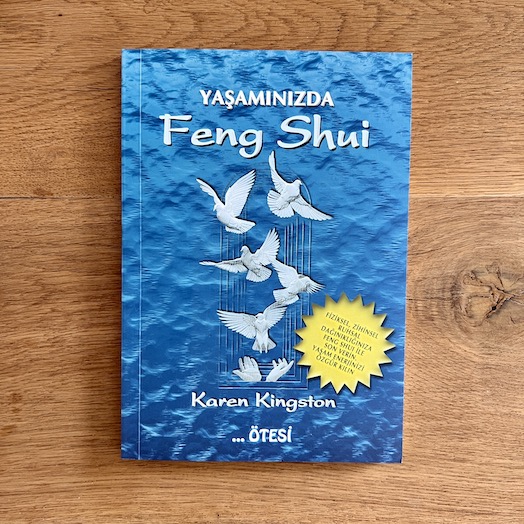 YAŞAMINIZDA
Feng Shui
FİZİKSEL, ZİHİNSEL
RUHSAL
DAĞINIKLIĞINIZA
FENG SHUI İLE
SON VERİN,
YAŞAM ENERJİNİZİ
ÖZGÜR KILIN
Karen Kingston
... ÖTESİ